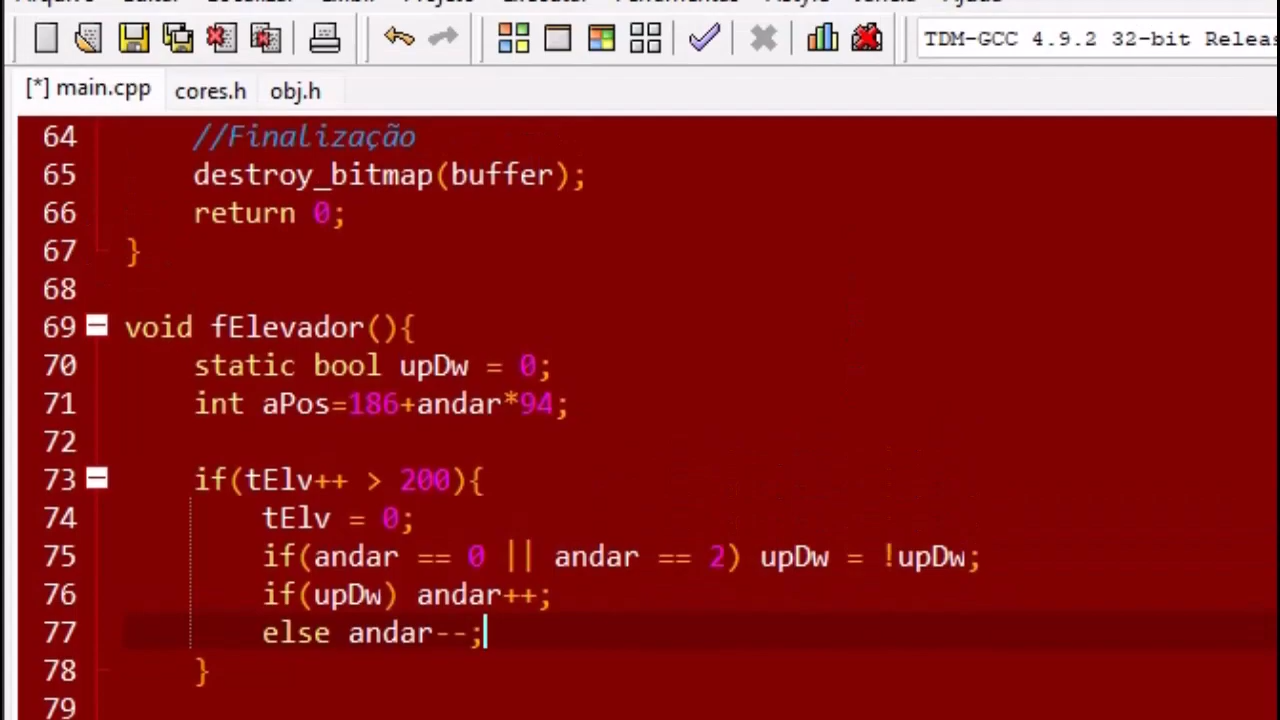 TDM-GCC 4.9.2 32-bit Releas
[*] main.cpp cores.h obj.h
64 //Finalização
65 destroy_bitmap(buffer);
66 return 0;
67 }
68
69 void fElevador(){
70 static bool upDw = 0;
71 int aPos=186+andar*94;
72
73 if(tElv++ > 200){
74 tElv = 0;
75 if(andar == 0 || andar == 2) upDw = !upDw;
76 if(upDw) andar++;
77 else andar--;
78 }
79